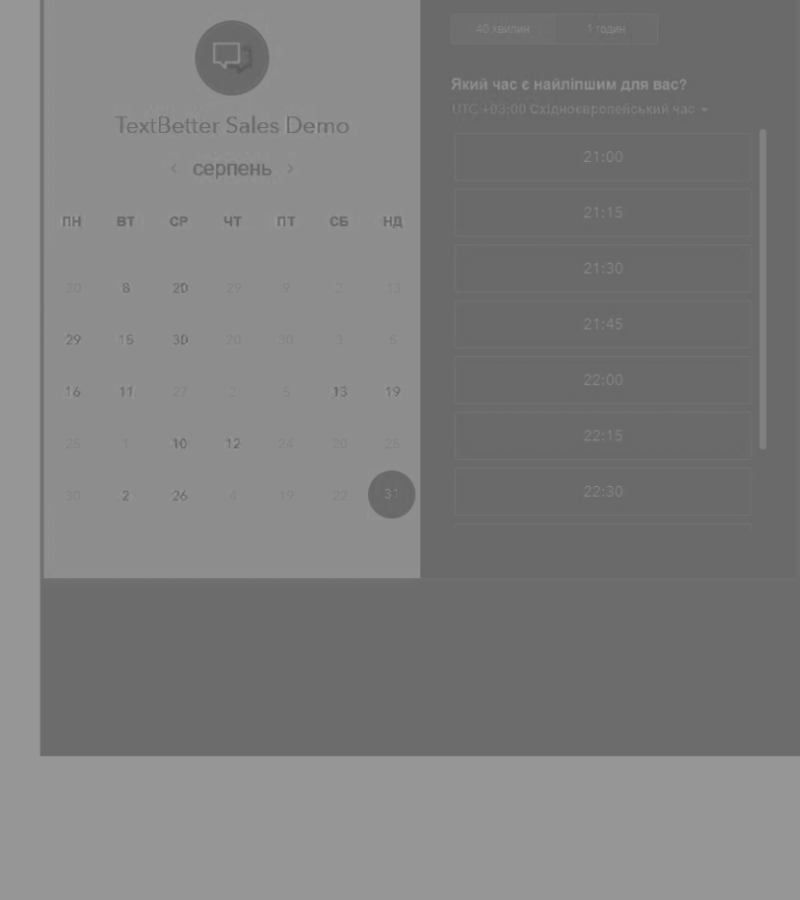 TextBetter Sales Demo
‹ серпень ›
ПН ВТ СР ЧТ ПТ СБ НД
30 8 20 29 9 2 13
29 15 30 20 30 3 5
16 11 27 2 5 13 19
25 1 10 12 24 20 25
30 2 26 4 19 22 31
40 хвилин 1 годин
Який час є найліпшим для вас?
UTC +03:00 Східноєвропейський час
21:00
21:15
21:30
21:45
22:00
22:15
22:30